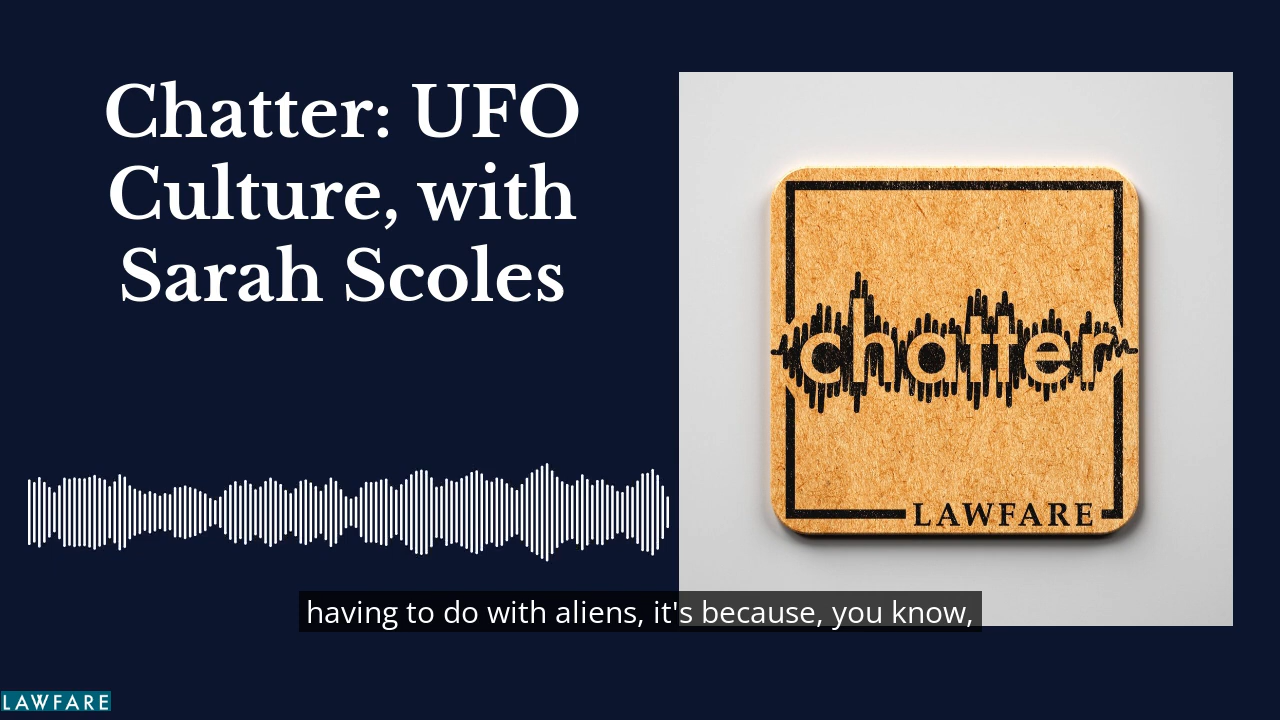 Chatter: UFO
Culture, with
Sarah Scoles
chatter
LAWFARE
having to do with aliens, it's because, you know,
LAWFARE